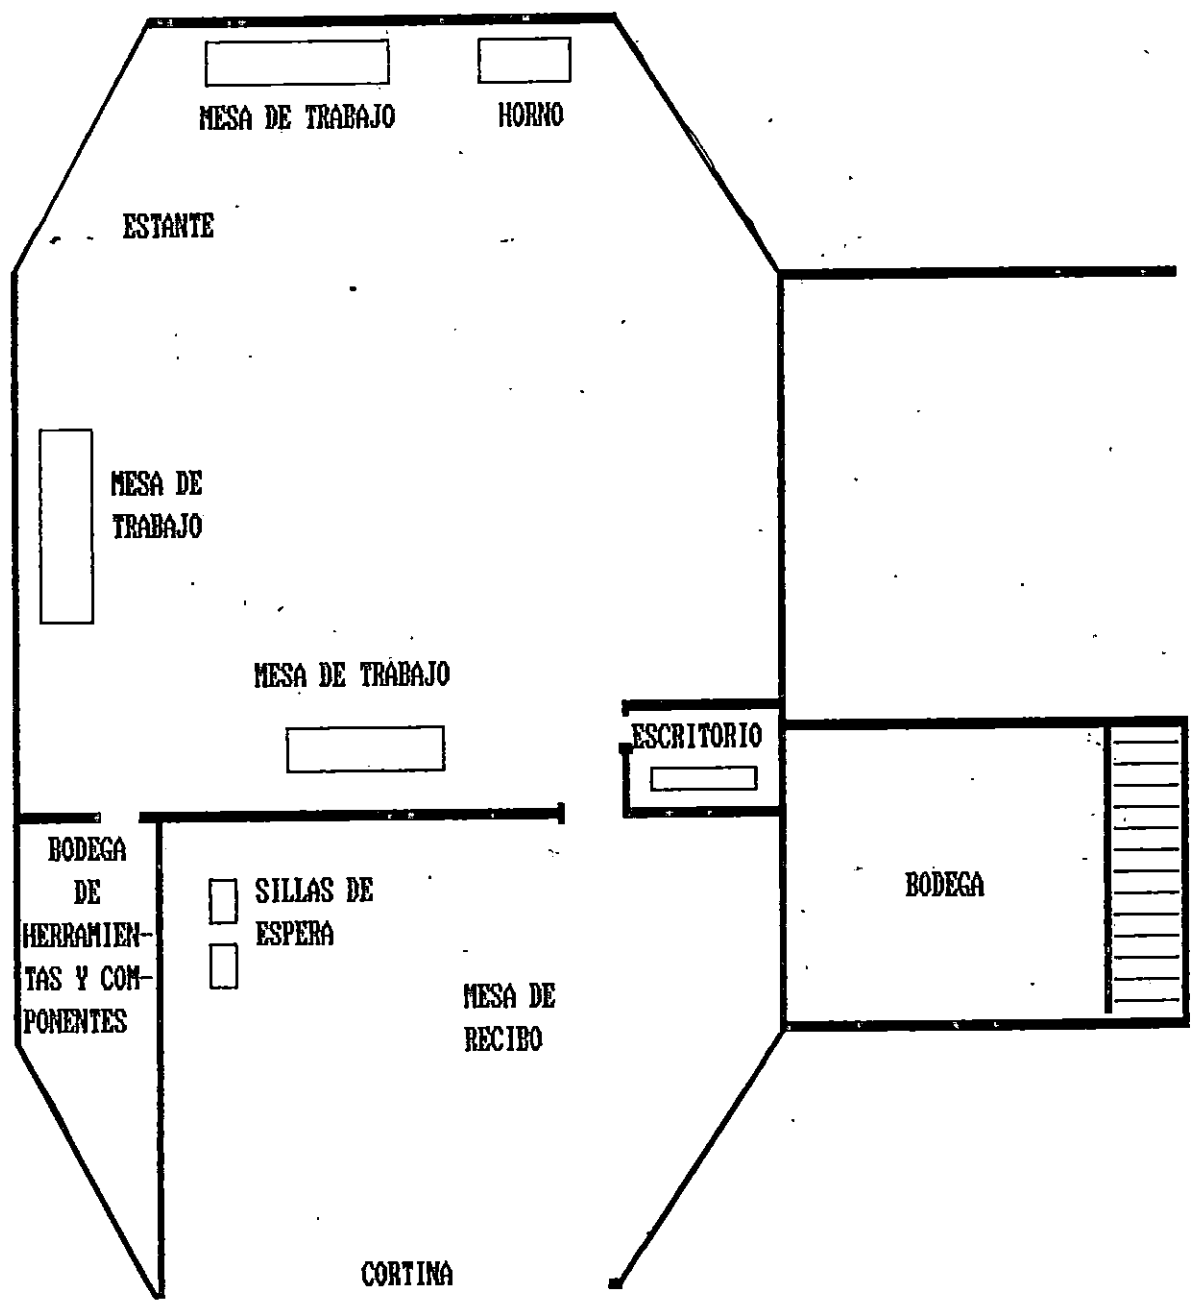 MESA DE TRABAJO
HORNO
ESTANTE
MESA DE
TRABAJO
MESA DE TRABAJO
ESCRITORIO
BODEGA
DE
HERRAMIEN-
TAS Y COM-
PONENTES
SILLAS DE
ESPERA
BODEGA
MESA DE
RECIBO
CORTINA